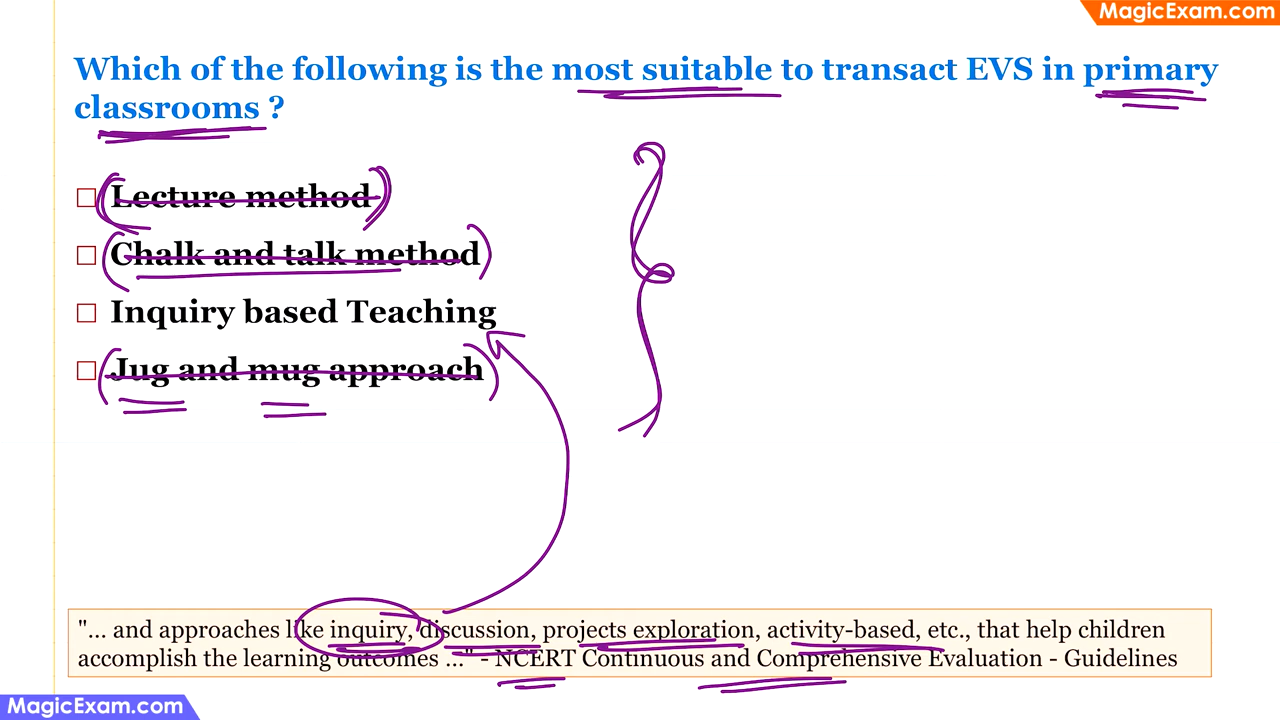 MagicExam.com
Which of the following is the most suitable to transact EVS in primary
classrooms ?
Lecture method
Chalk and talk method
Inquiry based Teaching
Jug and mug approach
"... and approaches like inquiry, discussion, projects exploration, activity-based, etc., that help children
accomplish the learning outcomes ..." - NCERT Continuous and Comprehensive Evaluation - Guidelines
MagicExam.com